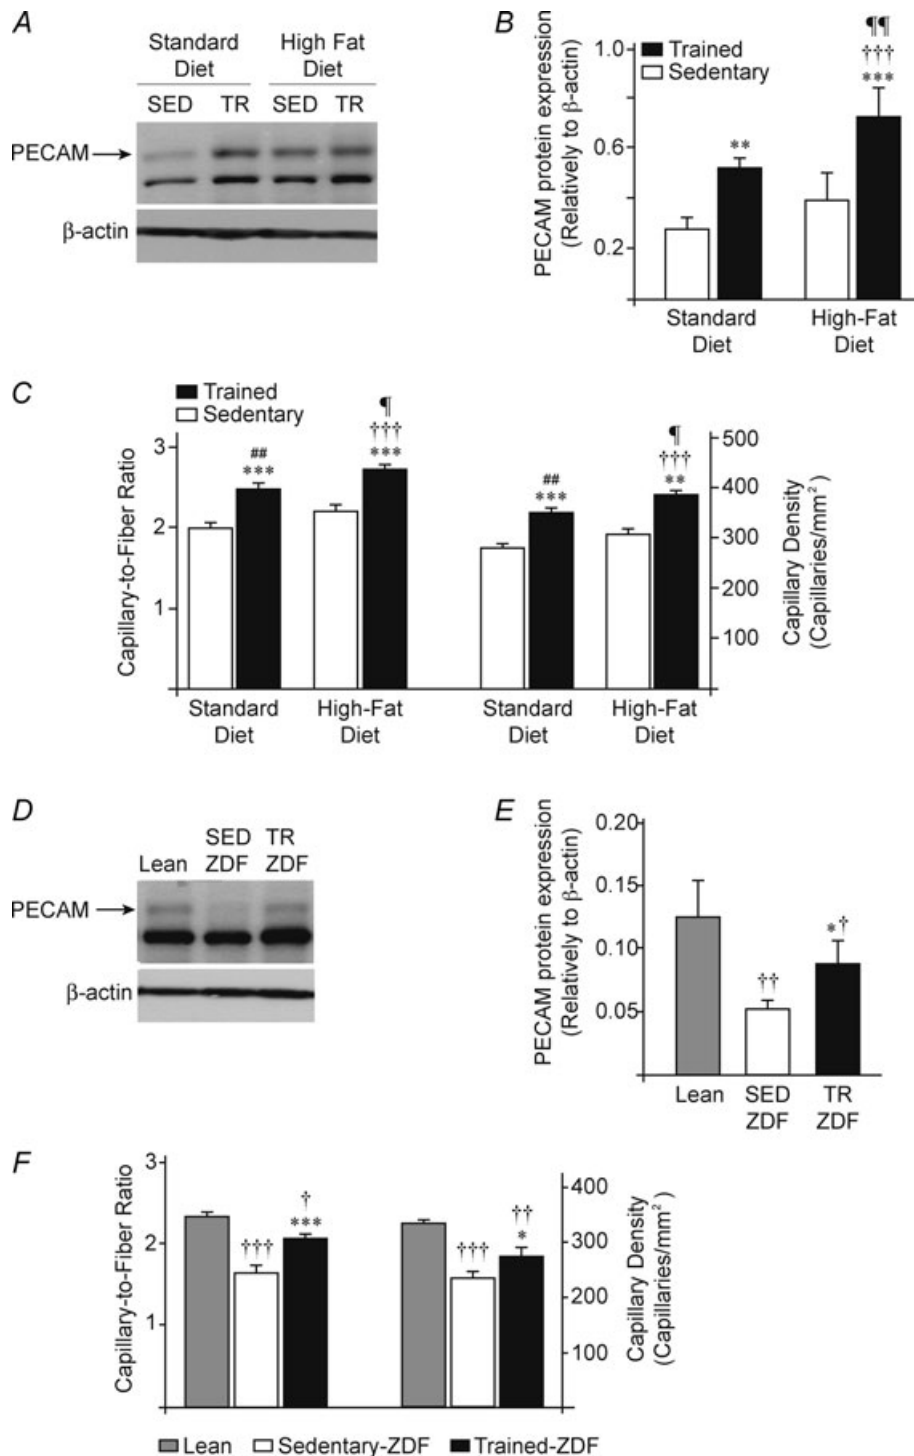 A
Standard
Diet
High Fat
Diet
SED TR SED TR
PECAM
β-actin
B
PECAM protein expression
(Relatively to β-actin)
1.0
0.6
0.2
Trained
Sedentary
**
¶¶
†††
***
Standard
Diet
High-Fat
Diet
C
Trained
Sedentary
Capillary-to-Fiber Ratio
3
2
1
##
***
¶
†††
***
##
***
¶
†††
**
500
400
300
200
100
Capillary Density
(Capillaries/mm²)
Standard
Diet
High-Fat
Diet
Standard
Diet
High-Fat
Diet
D
Lean
SED
ZDF
TR
ZDF
PECAM
β-actin
E
PECAM protein expression
(Relatively to β-actin)
0.20
0.15
0.10
0.05
††
*†
Lean
SED
ZDF
TR
ZDF
F
Capillary-to-Fiber Ratio
3
2
1
†††
†
***
†††
††
*
400
300
200
100
Capillary Density
(Capillaries/mm²)
Lean Sedentary-ZDF Trained-ZDF